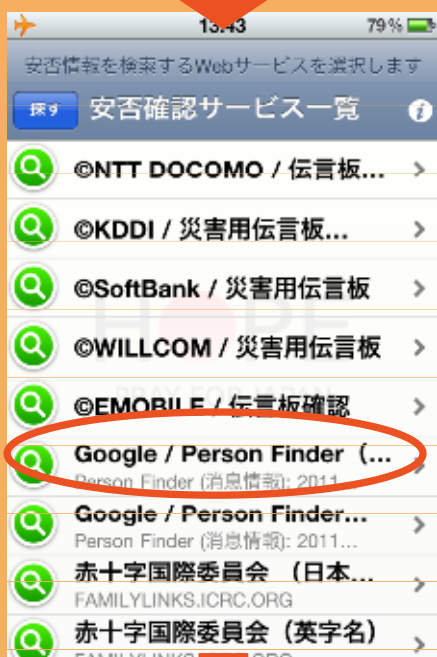 13:43
79%
安否情報を検索するWebサービスを選択します
探す
安否確認サービス一覧
©NTT DOCOMO / 伝言板...
©KDDI / 災害用伝言板...
©SoftBank / 災害用伝言板
©WILLCOM / 災害用伝言板
PRAY FOR JAPAN
©EMOBILE / 伝言板確認
Google / Person Finder（...
Person Finder (消息情報): 2011...
Google / Person Finder...
Person Finder (消息情報): 2011...
赤十字国際委員会 （日本...
FAMILYLINKS.ICRC.ORG
赤十字国際委員会（英字名）